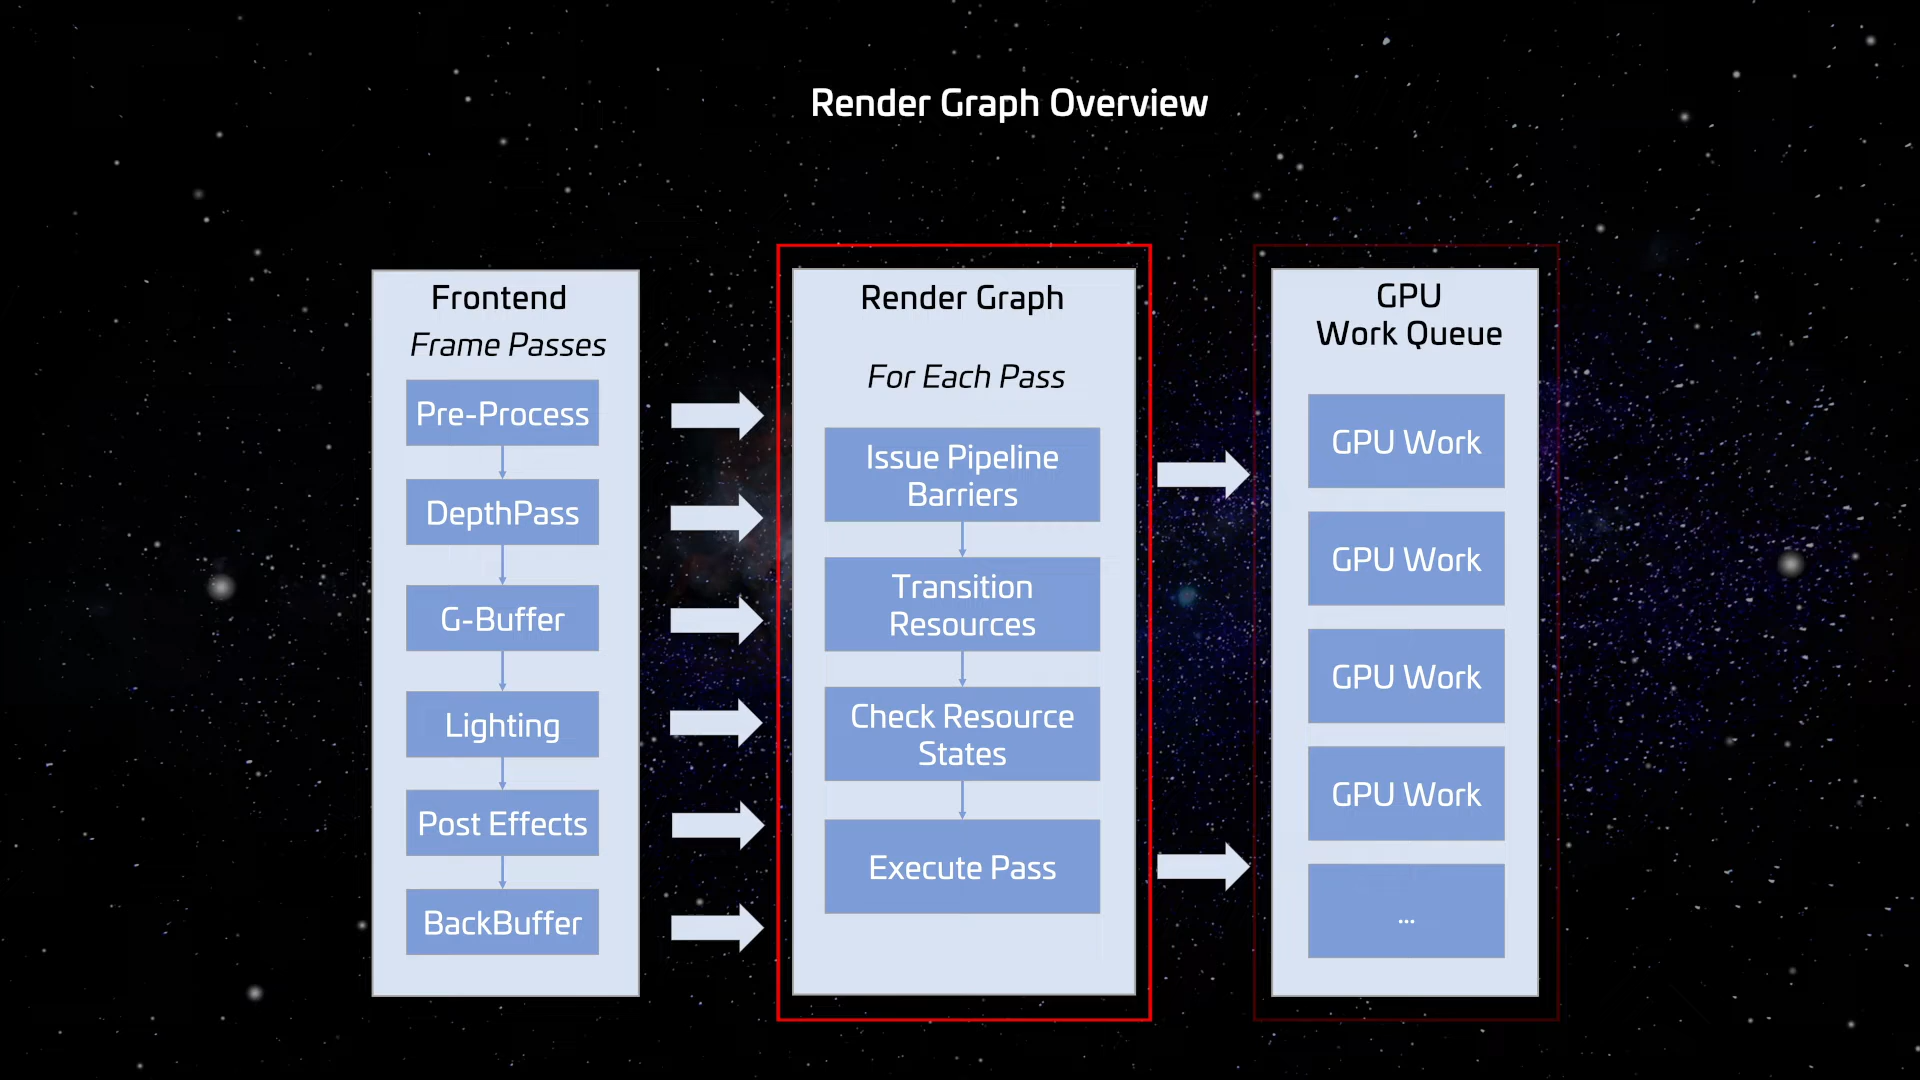 Render Graph Overview
Frontend
Frame Passes
Pre-Process
DepthPass
G-Buffer
Lighting
Post Effects
BackBuffer
Render Graph
For Each Pass
Issue Pipeline
Barriers
Transition
Resources
Check Resource
States
Execute Pass
GPU
Work Queue
GPU Work
GPU Work
GPU Work
GPU Work
...